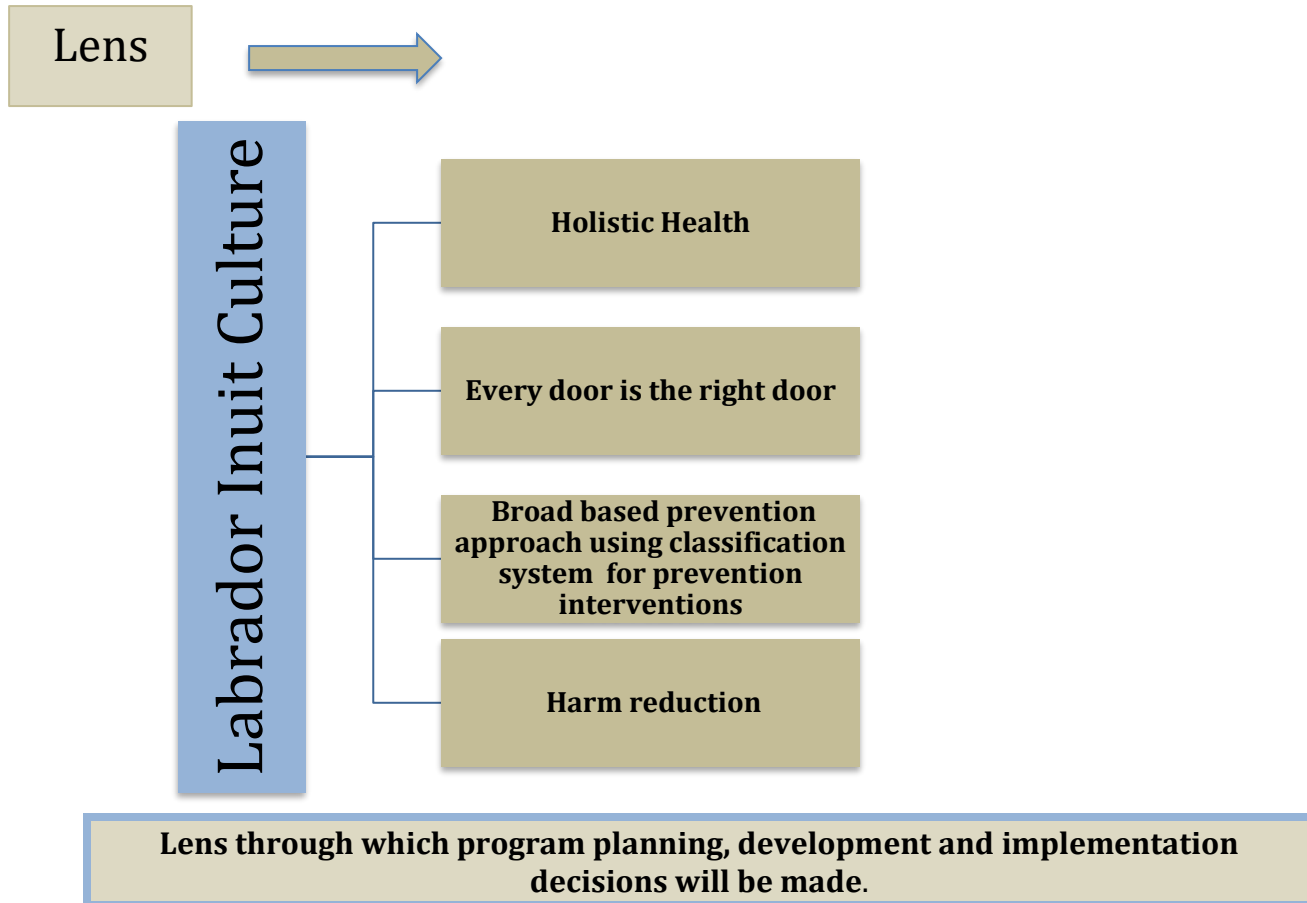 Lens
Labrador Inuit Culture
Holistic Health
Every door is the right door
Broad based prevention
approach using classification
system for prevention
interventions
Harm reduction
Lens through which program planning, development and implementation
decisions will be made.